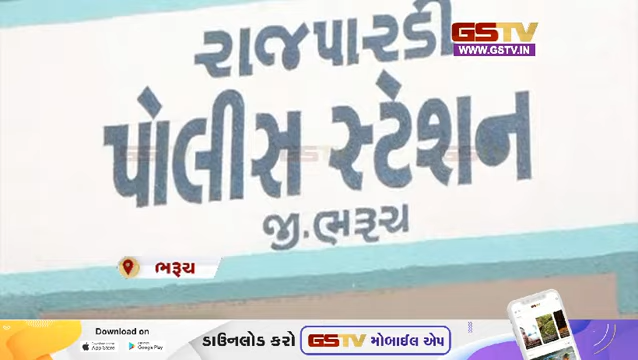 GSTV
WWW.GSTV.IN
રાજપારડી
પોલીસ સ્ટેશન
જી.ભરૂચ
ભરૂચ
Download on
App Store
Google Play
ડાઉનલોડ કરો GSTV મોબાઈલ એપ